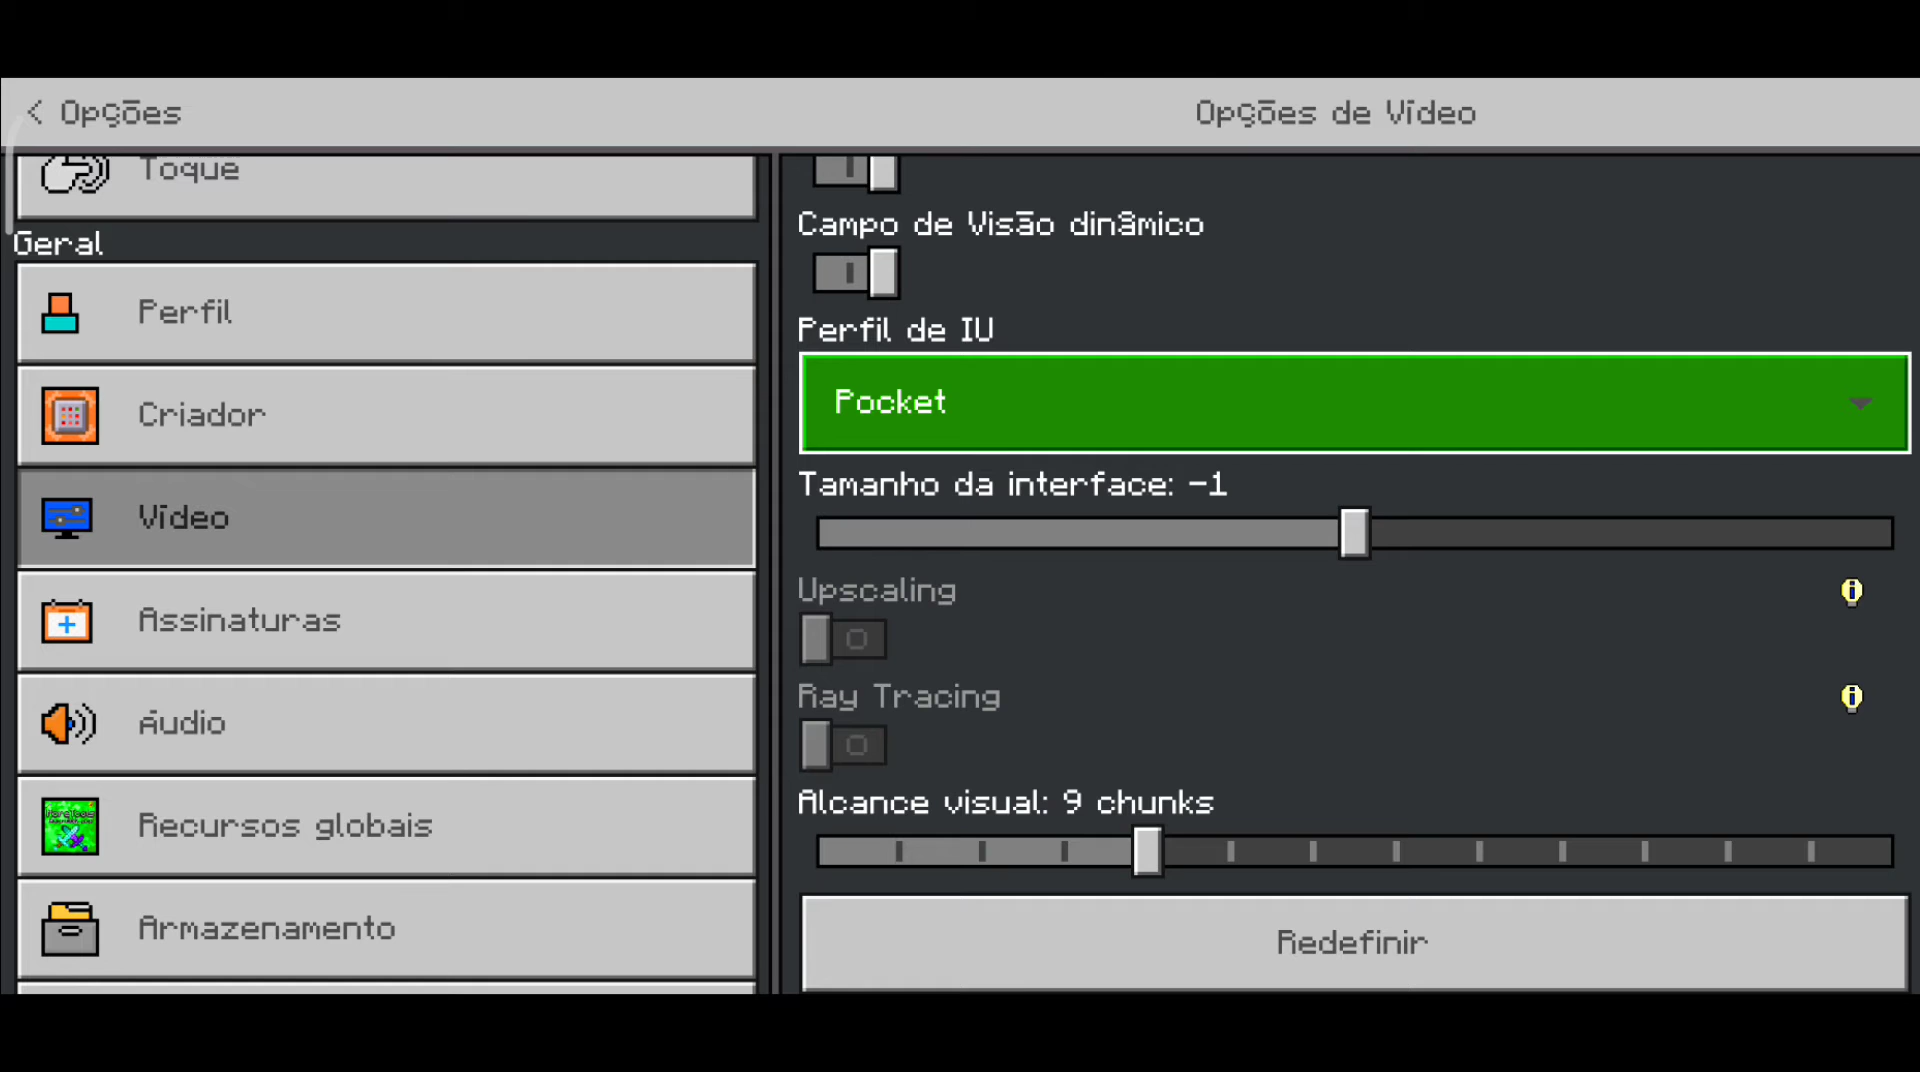 < Opções
Opções de Vídeo
Toque
Geral
Perfil
Criador
Vídeo
Assinaturas
Áudio
Recursos globais
Armazenamento
Campo de Visão dinâmico
Perfil de IU
Pocket
Tamanho da interface: -1
Upscaling
Ray Tracing
Alcance visual: 9 chunks
Redefinir